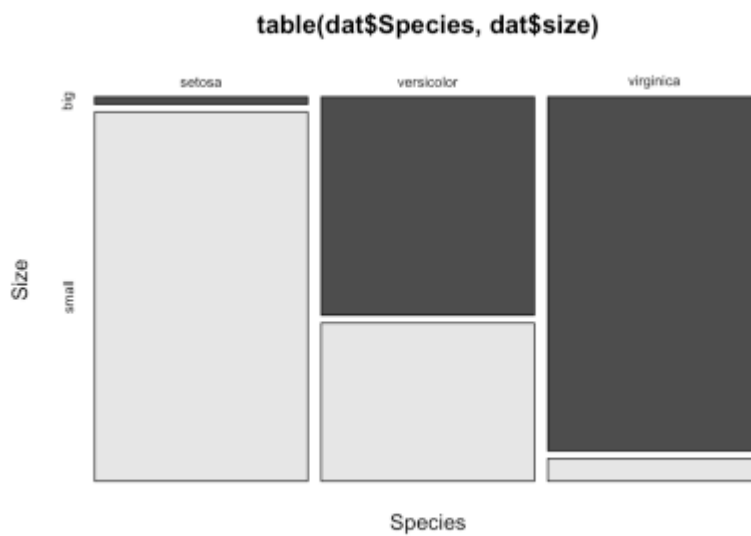 table(dat$Species, dat$size)
setosa versicolor virginica
big
small
Size
Species